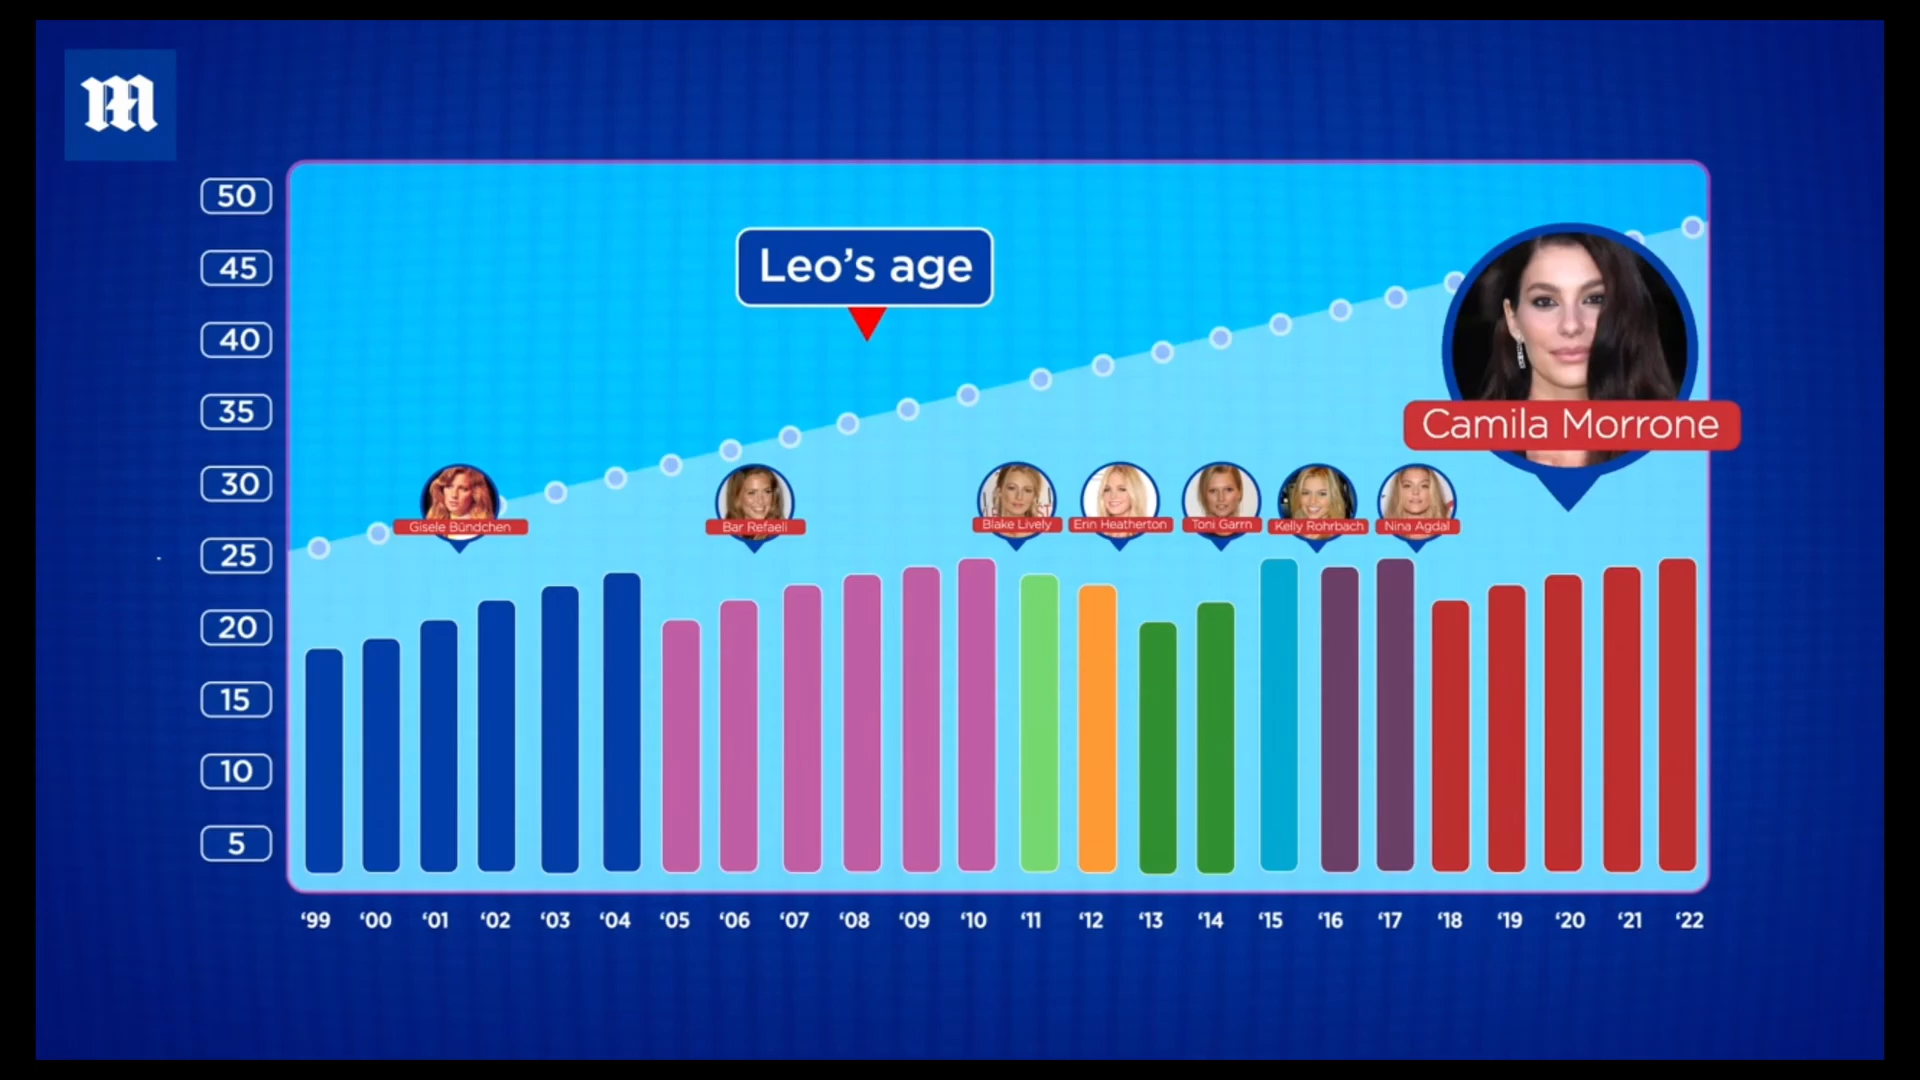 M
50
45
40
35
30
25
20
15
10
5
Leo’s age
Camila Morrone
Gisele Bündchen
Bar Refaeli
Blake Lively
Erin Heatherton
Toni Garrn
Kelly Rohrbach
Nina Agdal
‘99 ‘00 ‘01 ‘02 ‘03 ‘04 ‘05 ‘06 ‘07 ‘08 ‘09 ‘10 ‘11 ‘12 ‘13 ‘14 ‘15 ‘16 ‘17 ‘18 ‘19 ‘20 ‘21 ‘22